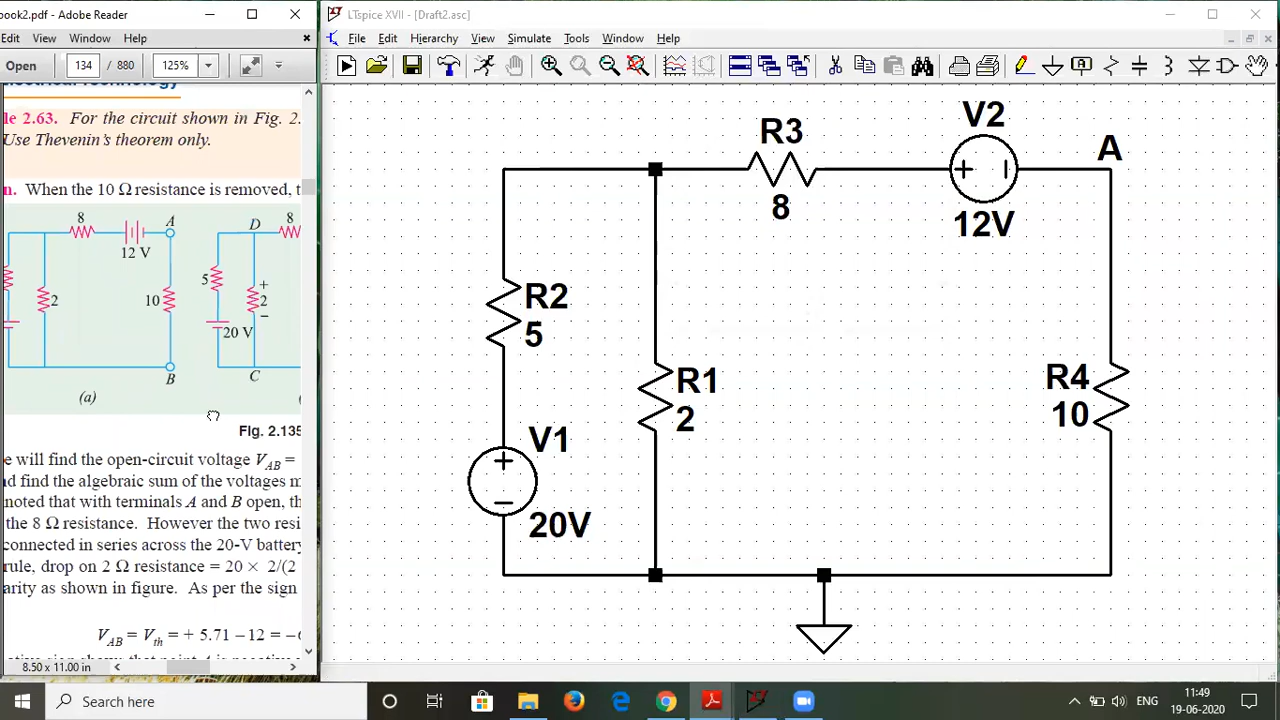 book2.pdf - Adobe Reader
Edit View Window Help
Open 134 / 880 125%
le 2.63. For the circuit shown in Fig. 2.
Use Thevenin's theorem only.
n. When the 10 Ω resistance is removed, t
8 A D 8
12 V
2 10 5 + 2 −
20 V
B C
(a) (
Fig. 2.135
e will find the open-circuit voltage VAB =
nd find the algebraic sum of the voltages m
noted that with terminals A and B open, th
the 8 Ω resistance. However the two resi
connected in series across the 20-V battery
rule, drop on 2 Ω resistance = 20 × 2/(2
arity as shown in figure. As per the sign
VAB = Vth = + 5.71 −12 = −
8.50 x 11.00 in
LTspice XVII - [Draft2.asc]
File Edit Hierarchy View Simulate Tools Window Help
A
V2
R3
A
+
8
12V
R2
5
R1
2
R4
10
V1
+
−
20V
Type here to search
ENG
11:49
19-06-2020